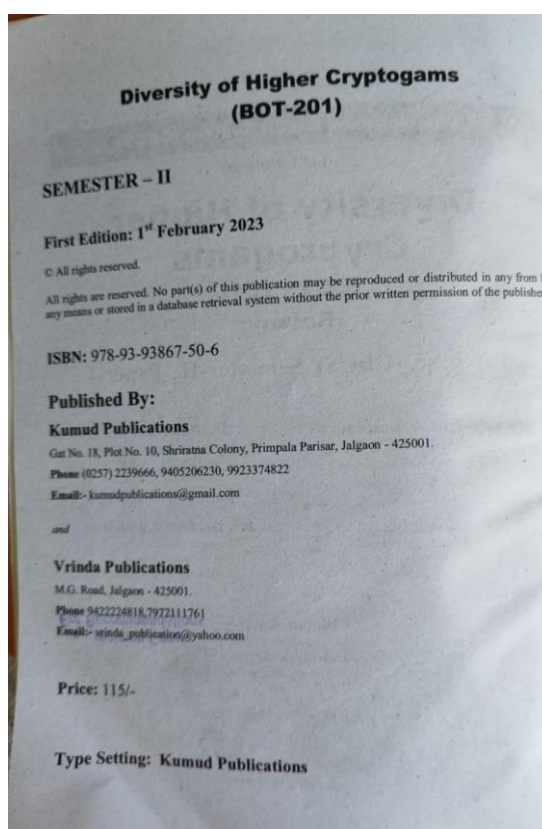 Diversity of Higher Cryptogams
(BOT-201)
SEMESTER – II
First Edition: 1st February 2023
© All rights reserved.
All rights are reserved. No part(s) of this publication may be reproduced or distributed in any from
any means or stored in a database retrieval system without the prior written permission of the publishe
ISBN: 978-93-93867-50-6
Published By:
Kumud Publications
Gat No. 18, Plot No. 10, Shriratna Colony, Primpala Parisar, Jalgaon - 425001.
Phone (0257) 2239666, 9405206230, 9923374822
Email:- kumudpublications@gmail.com
and
Vrinda Publications
M.G. Road, Jalgaon - 425001.
Phone 9422224818,7972111761
Email:- vrinda_publication@yahoo.com
Price: 115/-
Type Setting: Kumud Publications